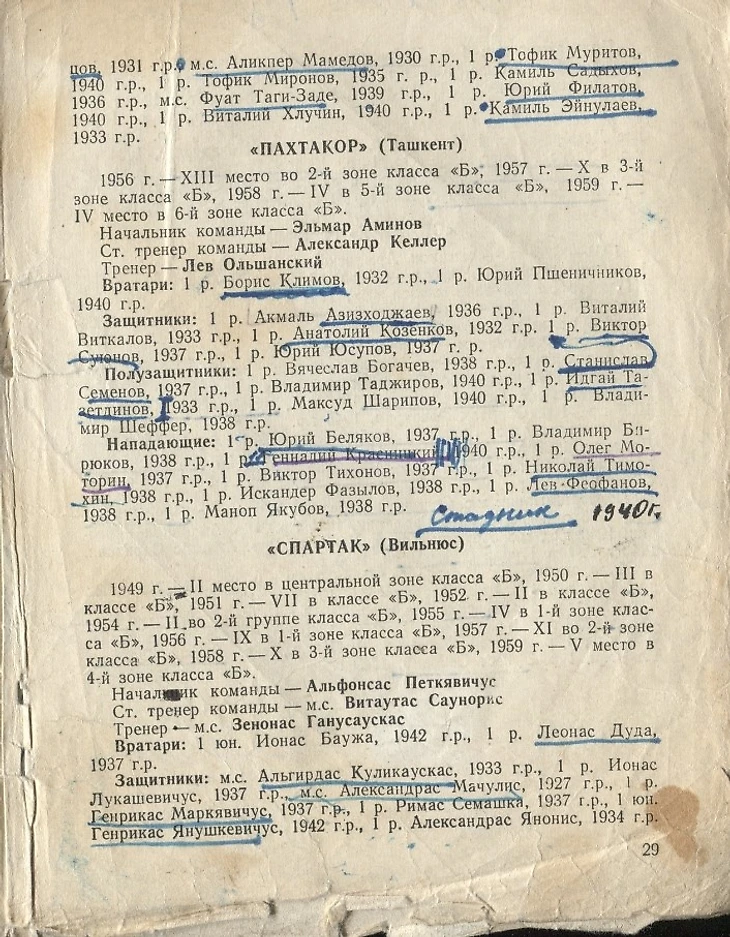 цов, 1931 г.р., м.с. Аликпер Мамедов, 1930 г.р., 1 р. Тофик Муритов,
1940 г.р., 1 р. Тофик Миронов, 1935 г. р., 1 р. Камиль Садыхов,
1936 г.р., м.с. Фуат Таги-Заде, 1939 г.р., 1 р. Юрий Филатов,
1940 г.р., 1 р. Виталий Хлучин, 1940 г.р., 1 р. Камиль Эйнулаев,
1933 г.р.
«ПАХТАКОР» (Ташкент)
1956 г. — XIII место во 2-й зоне класса «Б», 1957 г. — X в 3-й
зоне класса «Б», 1958 г. — IV в 5-й зоне класса «Б», 1959 г. —
IV место в 6-й зоне класса «Б».
Начальник команды — Эльмар Аминов
Ст. тренер команды — Александр Келлер
Тренер — Лев Ольшанский
Вратари: 1 р. Борис Климов, 1932 г.р., 1 р. Юрий Пшеничников,
1940 г.р.
Защитники: 1 р. Акмаль Азизходжаев, 1936 г.р., 1 р. Виталий
Виткалов, 1933 г.р., 1 р. Анатолий Козенков, 1932 г.р. 1 р. Виктор
Суюнов, 1937 г.р., 1 р. Юрий Юсупов, 1937 г. р.
Полузащитники: 1 р. Вячеслав Богачев, 1938 г.р., 1 р. Станислав
Семенов, 1937 г.р., 1 р. Владимир Таджиров, 1940 г.р., 1 р. Идгай Та-
зетдинов, 1933 г.р., 1 р. Максуд Шарипов, 1940 г.р., 1 р. Влади-
мир Шеффер, 1938 г.р.
Нападающие: 1 р. Юрий Беляков, 1937 г.р., 1 р. Владимир Би-
рюков, 1938 г.р., 1 р. Геннадий Красницкий, 1940 г.р., 1 р. Олег Мо-
торин, 1937 г.р., 1 р. Виктор Тихонов, 1937 г.р., 1 р. Николай Тимо-
хин, 1938 г.р., 1 р. Искандер Фазылов, 1938 г.р., 1 р. Лев Феофанов,
1938 г.р., 1 р. Маноп Якубов, 1938 г.р.
Стадник 1940 г.
«СПАРТАК» (Вильнюс)
1949 г. — II место в центральной зоне класса «Б», 1950 г. — III в
классе «Б», 1951 г. — VII в классе «Б», 1952 г. — II в классе «Б»,
1954 г. — II во 2-й группе класса «Б», 1955 г. — IV в 1-й зоне клас-
са «Б», 1956 г. — IX в 1-й зоне класса «Б», 1957 г. — XI во 2-й зоне
класса «Б», 1958 г. — X в 3-й зоне класса «Б», 1959 г. — V место в
4-й зоне класса «Б».
Начальник команды — Альфонсас Петкявичус
Ст. тренер команды — м.с. Витаутас Саунорис
Тренер — м.с. Зенонас Ганусаускас
Вратари: 1 юн. Ионас Баужа, 1942 г.р., 1 р. Леонас Дуда,
1937 г.р.
Защитники: м.с. Альгирдас Куликаускас, 1933 г.р., 1 р. Ионас
Лукашевичус, 1937 г.р., м.с. Александрас Мачулис, 1927 г.р., 1 р.
Генрикас Маркявичус, 1937 г.р., 1 р. Римас Семашка, 1937 г.р., 1 юн.
Генрикас Янушкевичус, 1942 г.р., 1 р. Александрас Янонис, 1934 г.р.
29